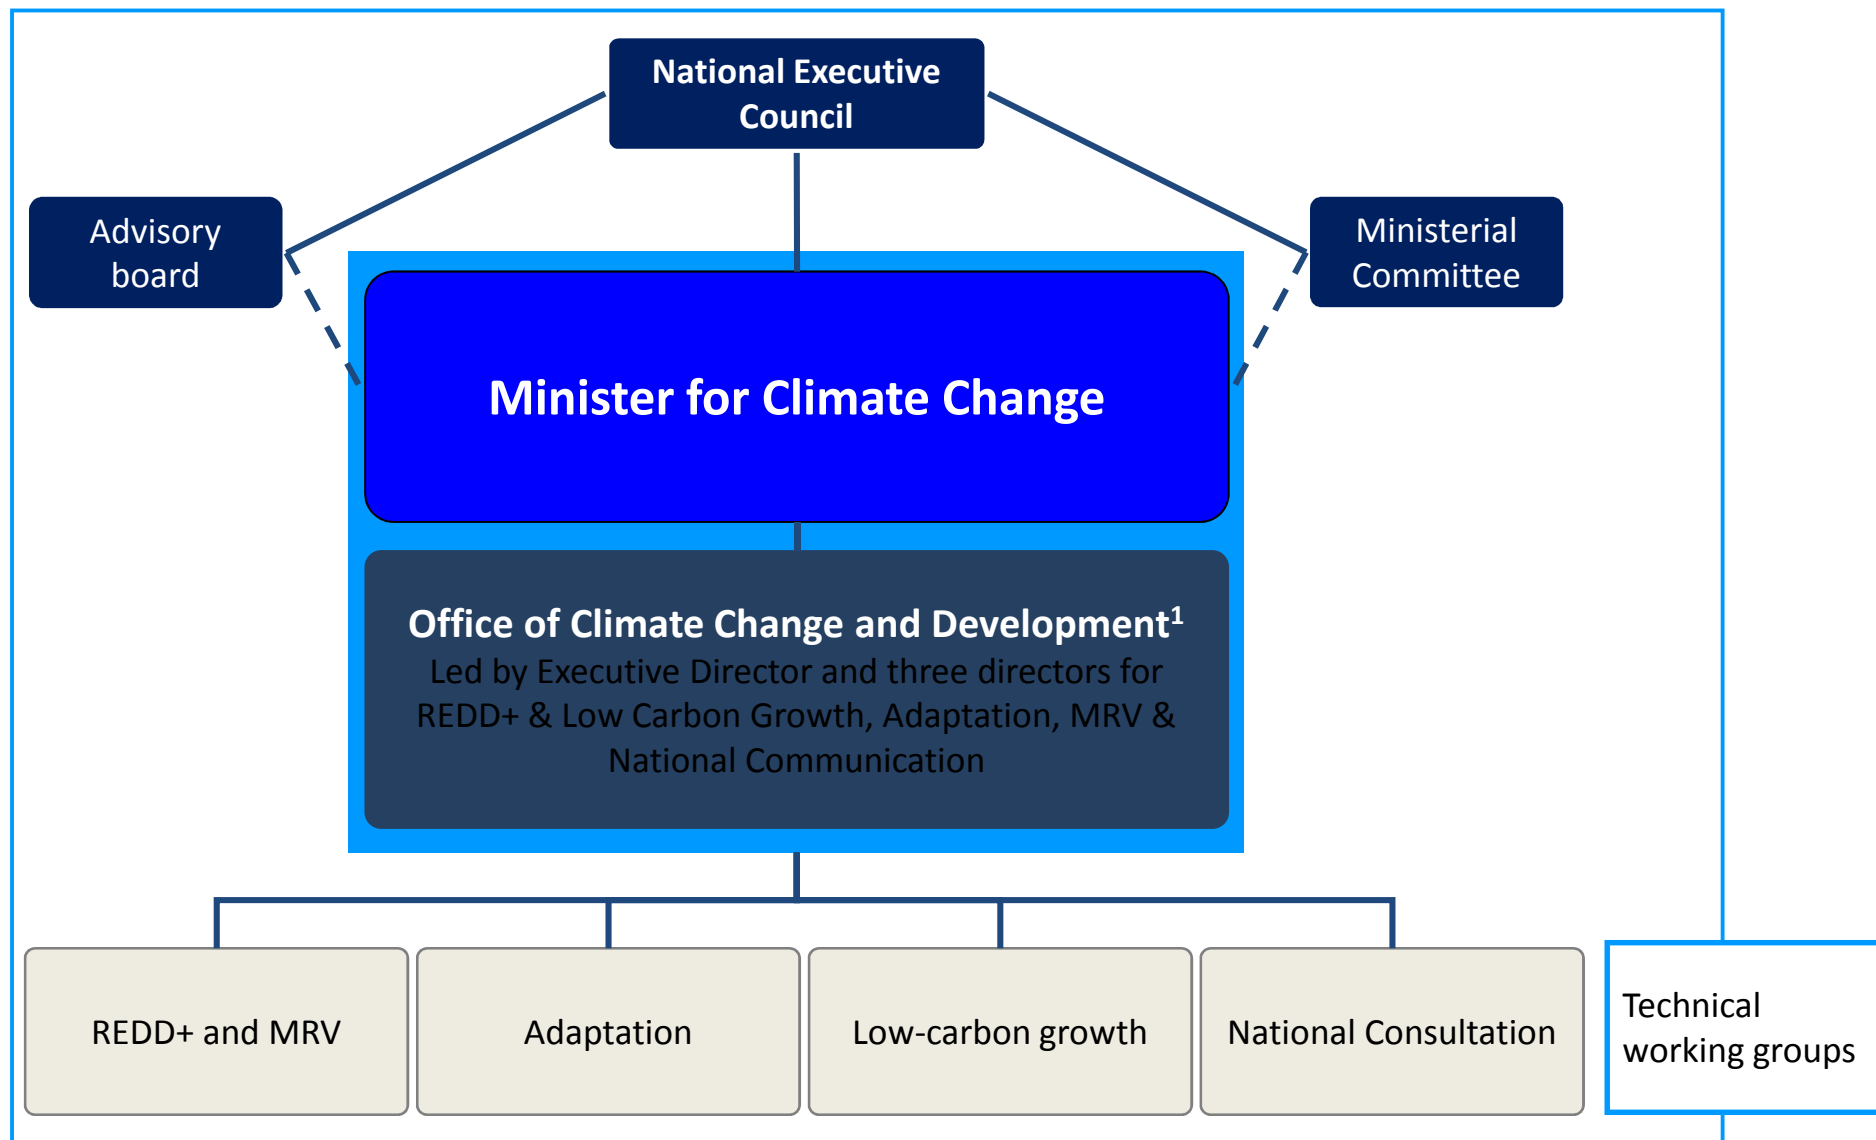 National Executive
Council
Advisory
board
Ministerial
Committee
Minister for Climate Change
Office of Climate Change and Development¹
Led by Executive Director and three directors for
REDD+ & Low Carbon Growth, Adaptation, MRV &
National Communication
REDD+ and MRV
Adaptation
Low-carbon growth
National Consultation
Technical
working groups